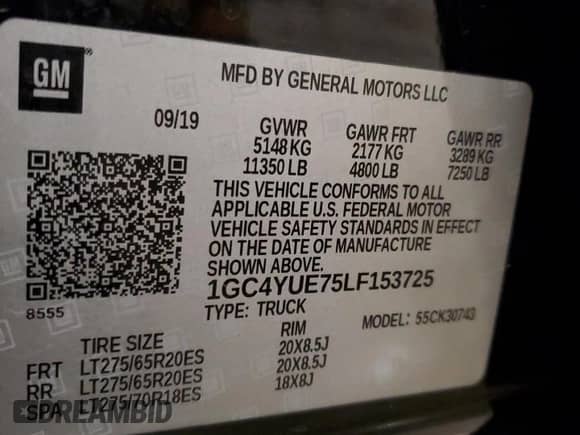 GM
MFD BY GENERAL MOTORS LLC
09/19 GVWR GAWR FRT GAWR RR
5148 KG 2177 KG 3289 KG
11350 LB 4800 LB 7250 LB
THIS VEHICLE CONFORMS TO ALL
APPLICABLE U.S. FEDERAL MOTOR
VEHICLE SAFETY STANDARDS IN EFFECT
ON THE DATE OF MANUFACTURE
SHOWN ABOVE.
8555
1GC4YUE75LF153725
TYPE: TRUCK MODEL: 55CK30743
TIRE SIZE RIM
FRT LT275/65R20ES 20X8.5J
RR LT275/65R20ES 20X8.5J
SPA LT275/70R18ES 18X8J
SPREAMBID